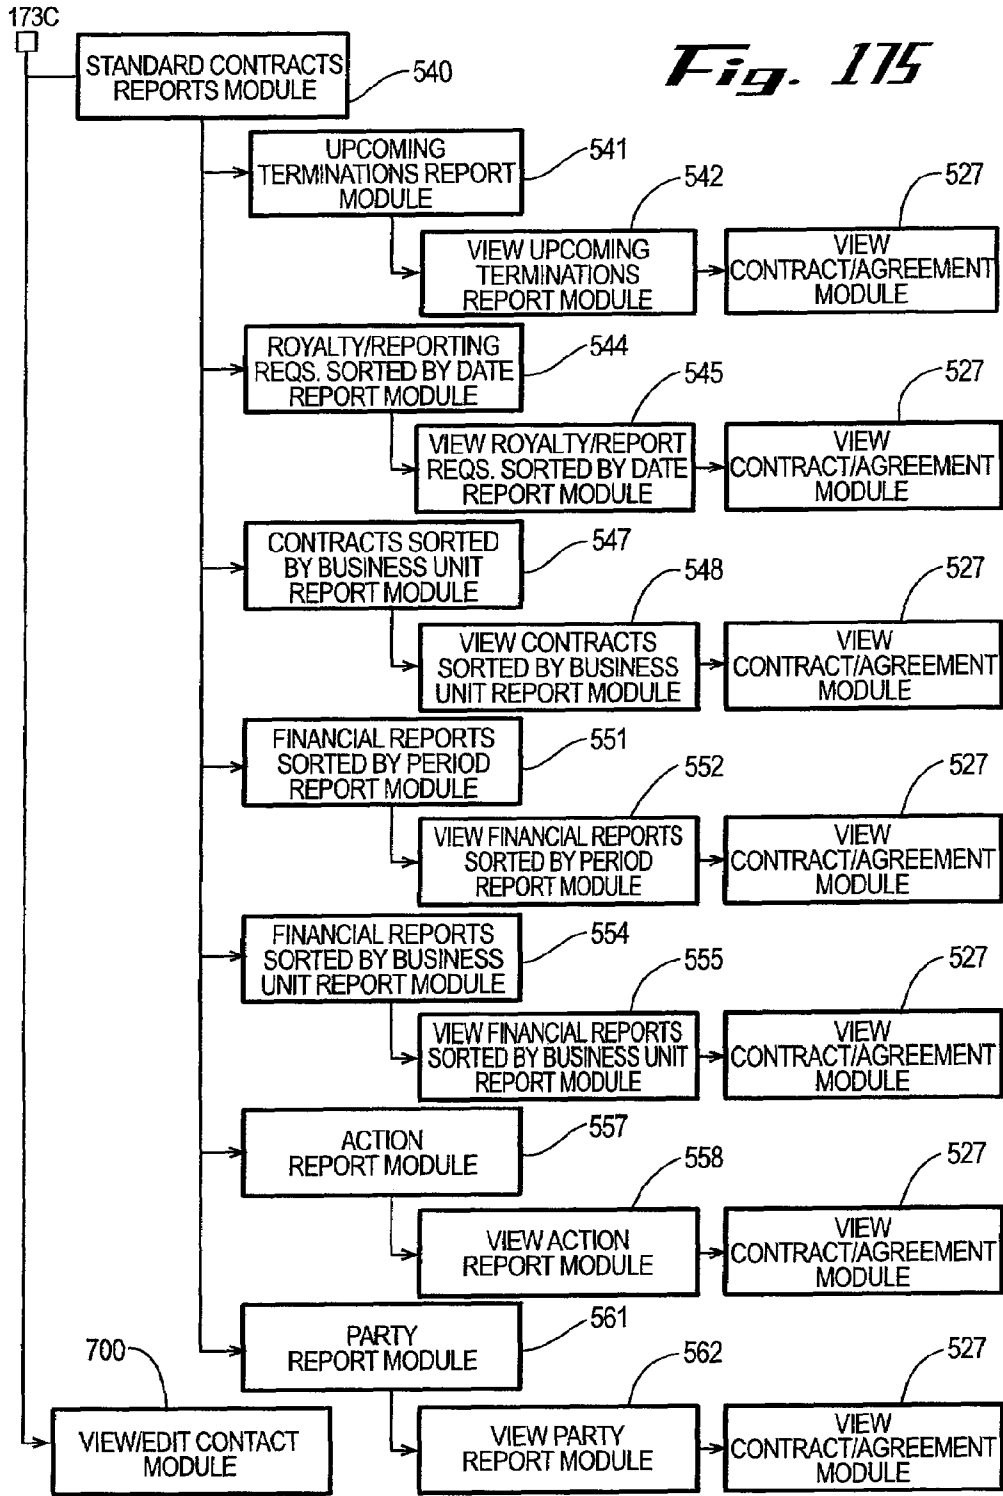 173C
Fig. 175
STANDARD CONTRACTS
REPORTS MODULE
540
UPCOMING
TERMINATIONS REPORT
MODULE
541
542
527
VIEW UPCOMING
TERMINATIONS
REPORT MODULE
VIEW
CONTRACT/AGREEMENT
MODULE
ROYALTY/REPORTING
REQS. SORTED BY DATE
REPORT MODULE
544
545
527
VIEW ROYALTY/REPORT
REQS. SORTED BY DATE
REPORT MODULE
VIEW
CONTRACT/AGREEMENT
MODULE
CONTRACTS SORTED
BY BUSINESS UNIT
REPORT MODULE
547
548
527
VIEW CONTRACTS
SORTED BY BUSINESS
UNIT REPORT MODULE
VIEW
CONTRACT/AGREEMENT
MODULE
FINANCIAL REPORTS
SORTED BY PERIOD
REPORT MODULE
551
552
527
VIEW FINANCIAL REPORTS
SORTED BY PERIOD
REPORT MODULE
VIEW
CONTRACT/AGREEMENT
MODULE
FINANCIAL REPORTS
SORTED BY BUSINESS
UNIT REPORT MODULE
554
555
527
VIEW FINANCIAL REPORTS
SORTED BY BUSINESS UNIT
REPORT MODULE
VIEW
CONTRACT/AGREEMENT
MODULE
ACTION
REPORT MODULE
557
558
527
VIEW ACTION
REPORT MODULE
VIEW
CONTRACT/AGREEMENT
MODULE
PARTY
REPORT MODULE
561
562
527
VIEW PARTY
REPORT MODULE
VIEW
CONTRACT/AGREEMENT
MODULE
700
VIEW/EDIT CONTACT
MODULE